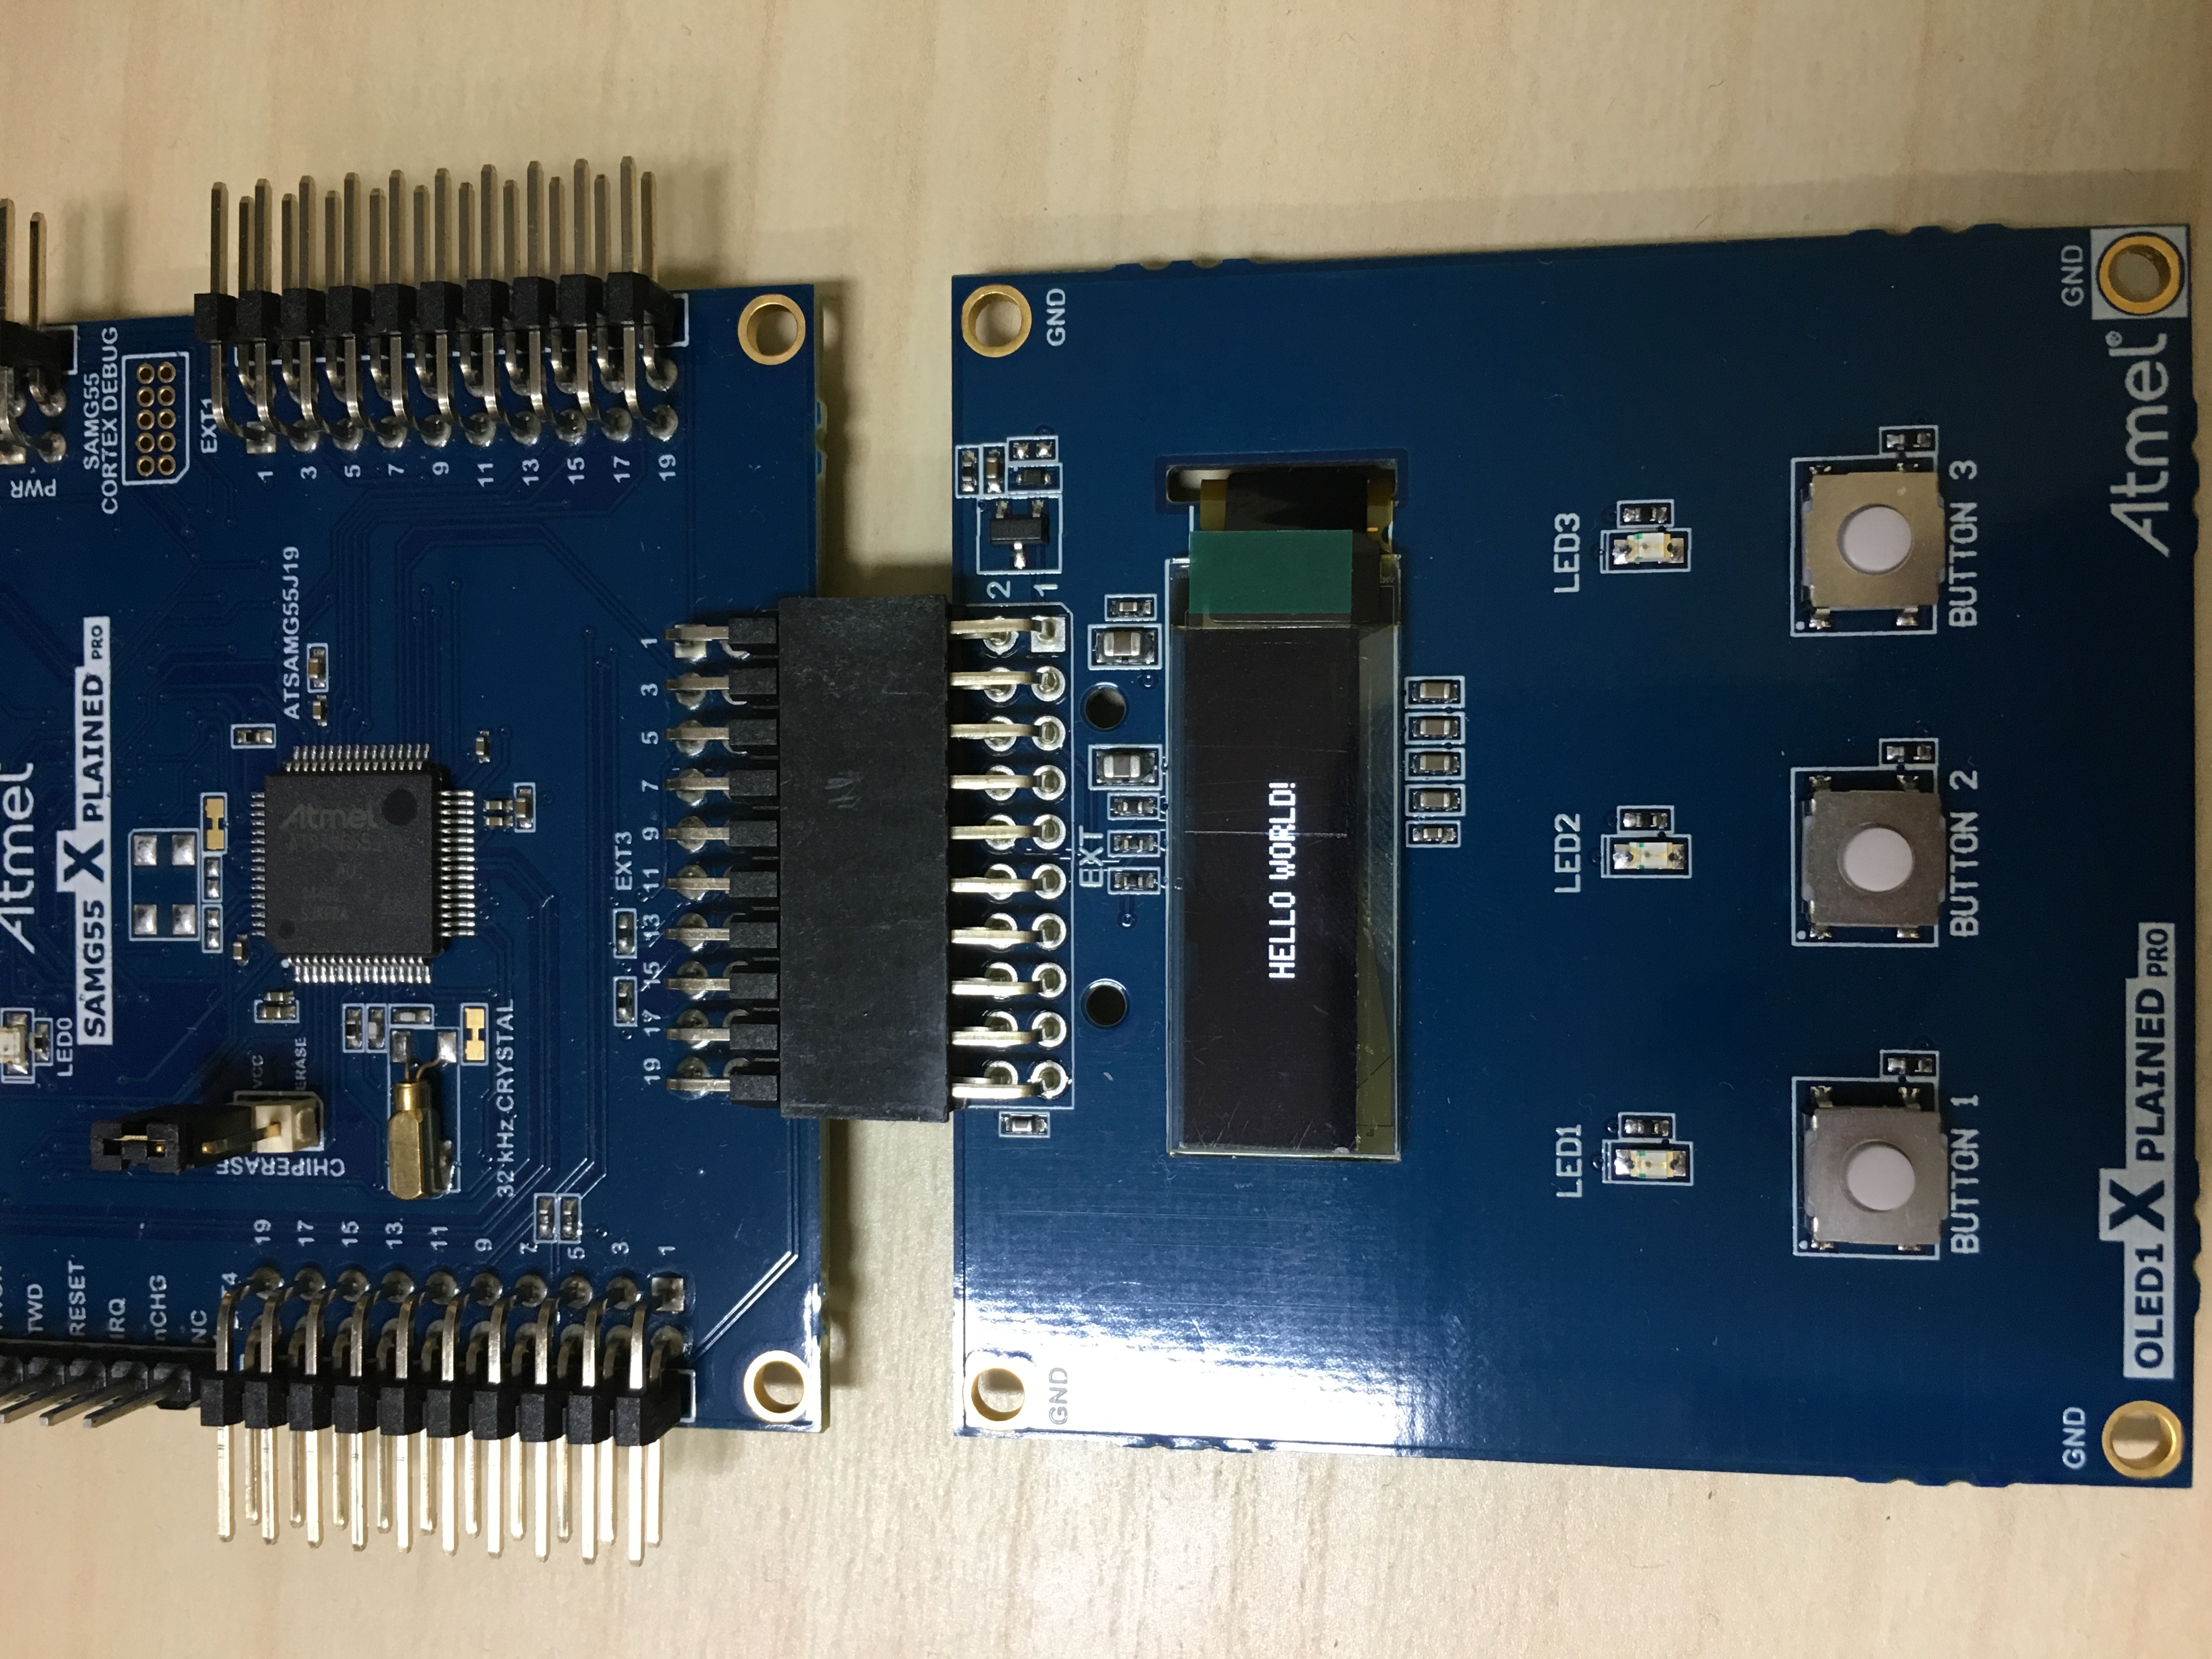 Atmel
TWD
RESET
IRQ
nCHG
NC
LED0
SAMG55 XPLAINED PRO
PWR
SAMG55
CORTEX DEBUG
EXT1
CHIPERASE
VCC
ERASE
ATSAMG55J19
Atmel
32 kHz CRYSTAL
19
17
15
13
11
9
7
5
3
1
1
3
5
7
9
11
13
15
17
19
EXT3
19 17 15 13 11 9 7 5 3 1
2
1
GND
GND
EXT
HELLO WORLD!
LED1 LED2 LED3
BUTTON 1 BUTTON 2 BUTTON 3
GND
GND
OLED1 XPLAINED PRO
Atmel®